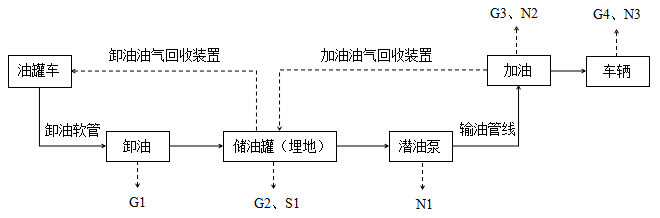 G3、N2
G4、N3
卸油油气回收装置
加油油气回收装置
油罐车
加油
车辆
卸油软管
输油管线
卸油
储油罐（埋地）
潜油泵
G1
G2、S1
N1